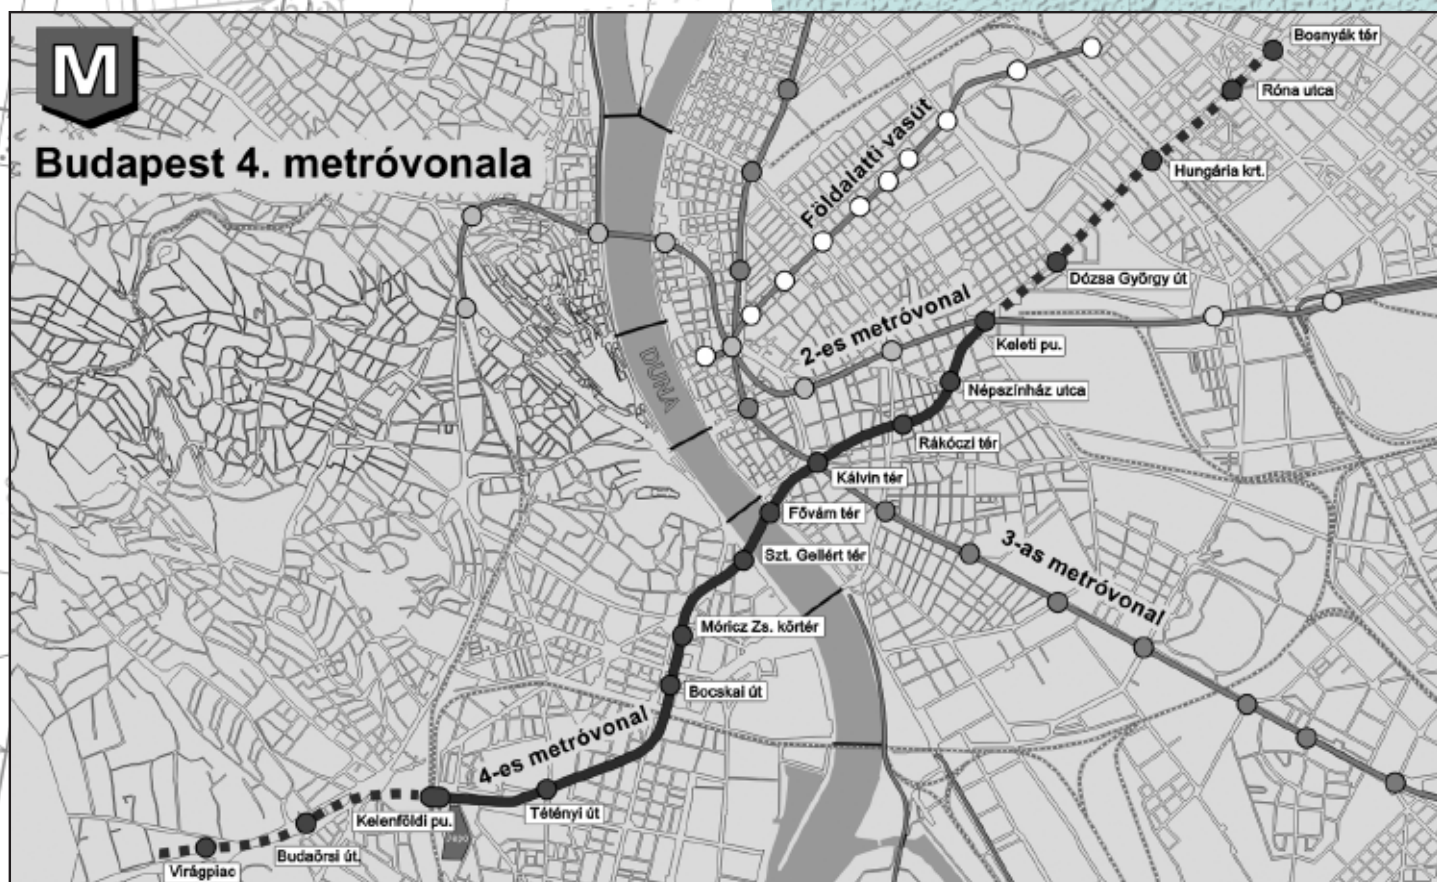 M
Budapest 4. metróvonala
Bosnyák tér
Róna utca
Hungária krt.
Földalatti vasút
Dózsa György út
2-es metróvonal
Keleti pu.
DUNA
Népszínház utca
Rákóczi tér
Kálvin tér
Fővám tér
3-as metróvonal
Szt. Gellért tér
Móricz Zs. körtér
Bocskai út
4-es metróvonal
Tétényi út
Kelenföldi pu.
Budaörsi út.
Virágpiac